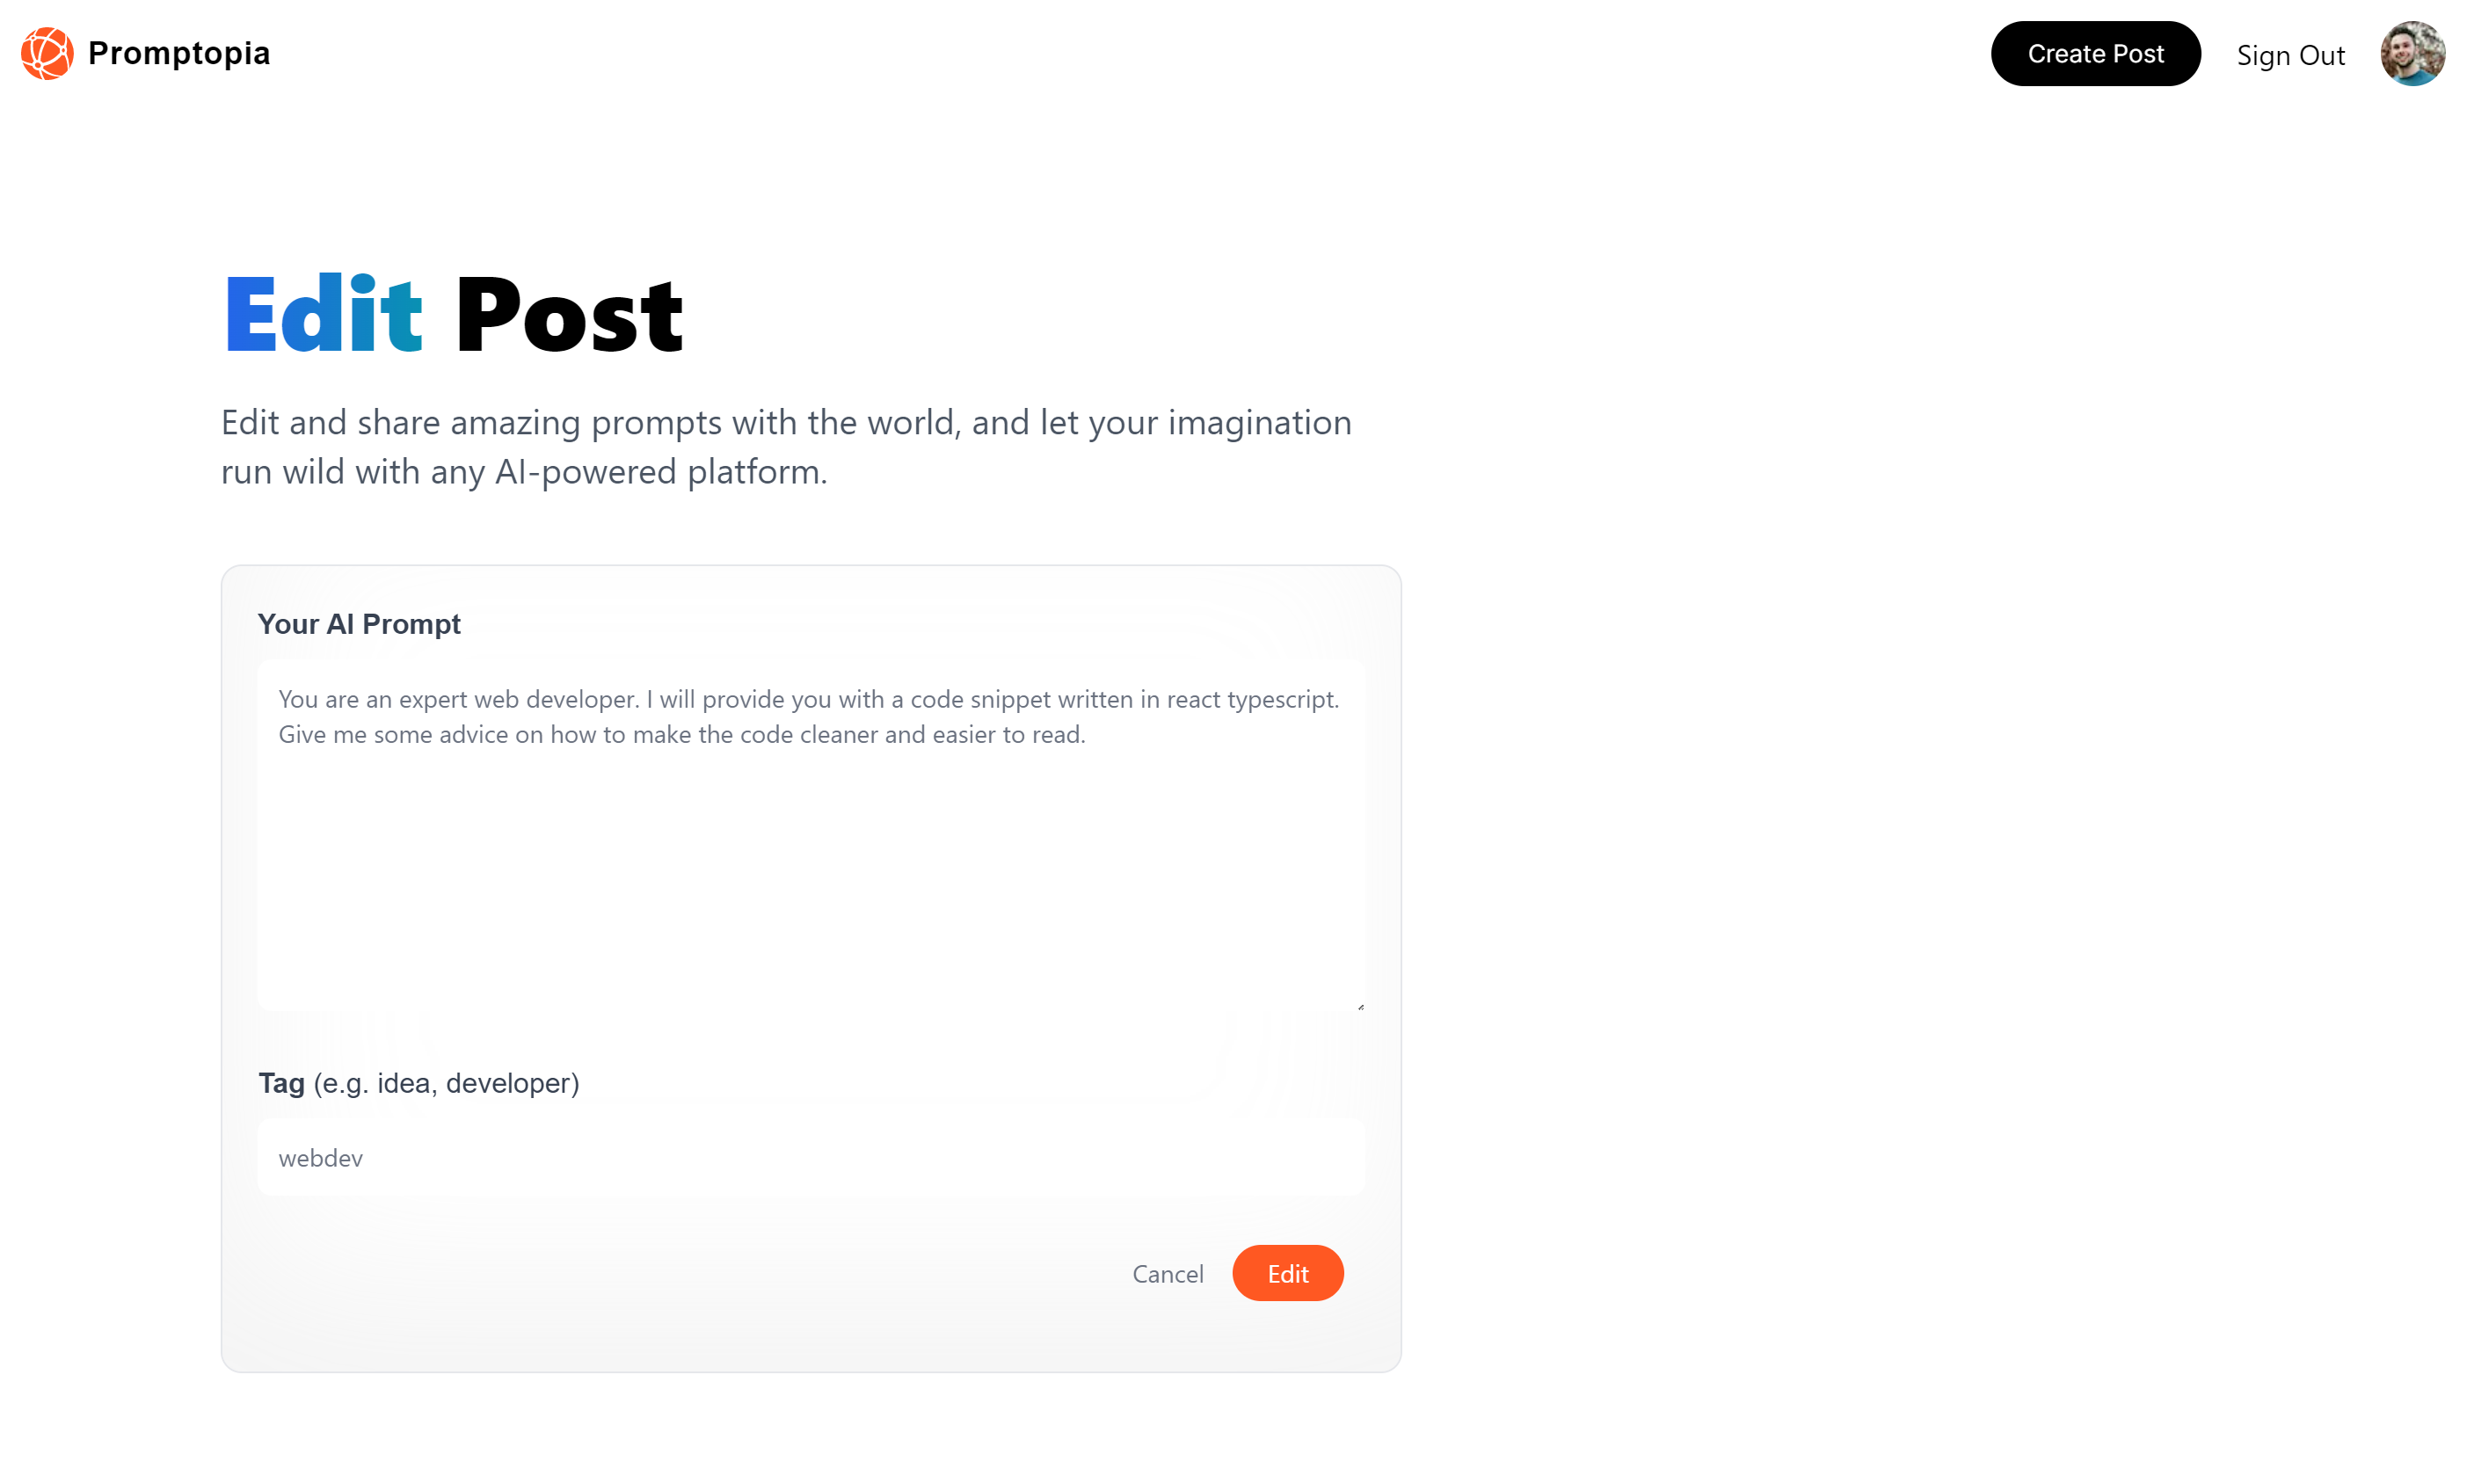 Promptopia
Create Post
Sign Out
Edit Post
Edit and share amazing prompts with the world, and let your imagination
run wild with any AI-powered platform.
Your AI Prompt
You are an expert web developer. I will provide you with a code snippet written in react typescript.
Give me some advice on how to make the code cleaner and easier to read.
Tag (e.g. idea, developer)
webdev
Cancel
Edit